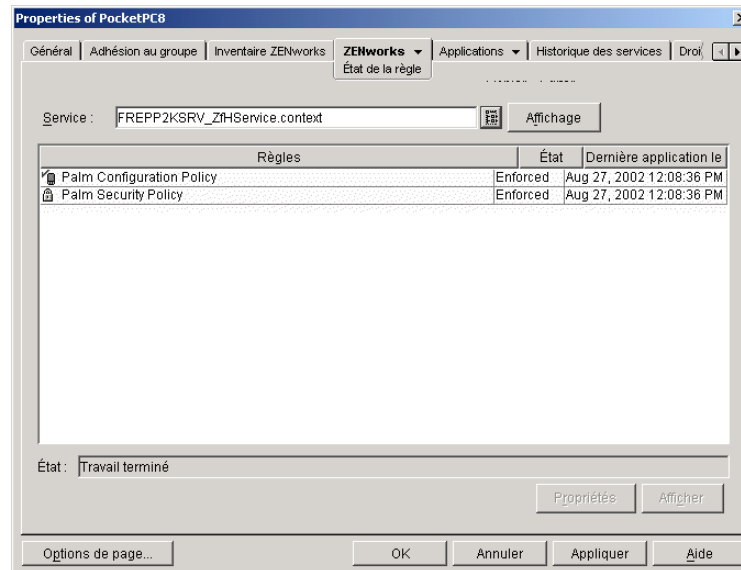 Properties of PocketPC8
Général Adhésion au groupe Inventaire ZENworks ZENworks Applications Historique des services Droi
État de la règle
Service : FREPP2KSRV_ZfHService.context Affichage
Règles État Dernière application le
Palm Configuration Policy Enforced Aug 27, 2002 12:08:36 PM
Palm Security Policy Enforced Aug 27, 2002 12:08:36 PM
État : Travail terminé
Propriétés Afficher
Options de page... OK Annuler Appliquer Aide